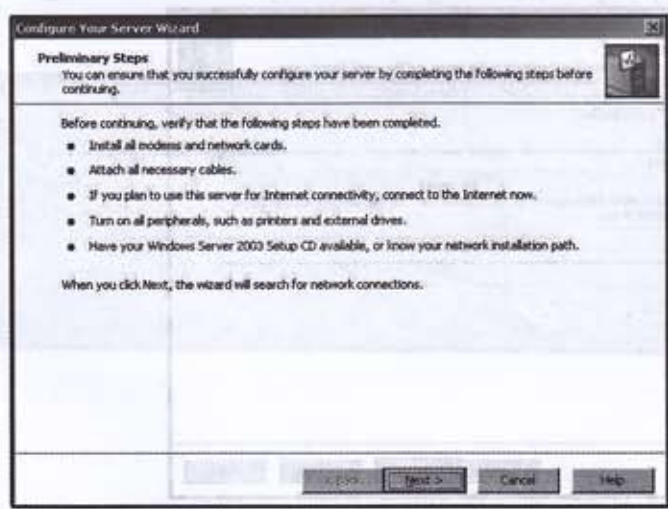 Configure Your Server Wizard
Preliminary Steps
You can ensure that you successfully configure your server by completing the following steps before
continuing.
Before continuing, verify that the following steps have been completed.
• Install all modems and network cards.
• Attach all necessary cables.
• If you plan to use this server for Internet connectivity, connect to the Internet now.
• Turn on all peripherals, such as printers and external drives.
• Have your Windows Server 2003 Setup CD available, or know your network installation path.
When you click Next, the wizard will search for network connections.
Next > Cancel Help